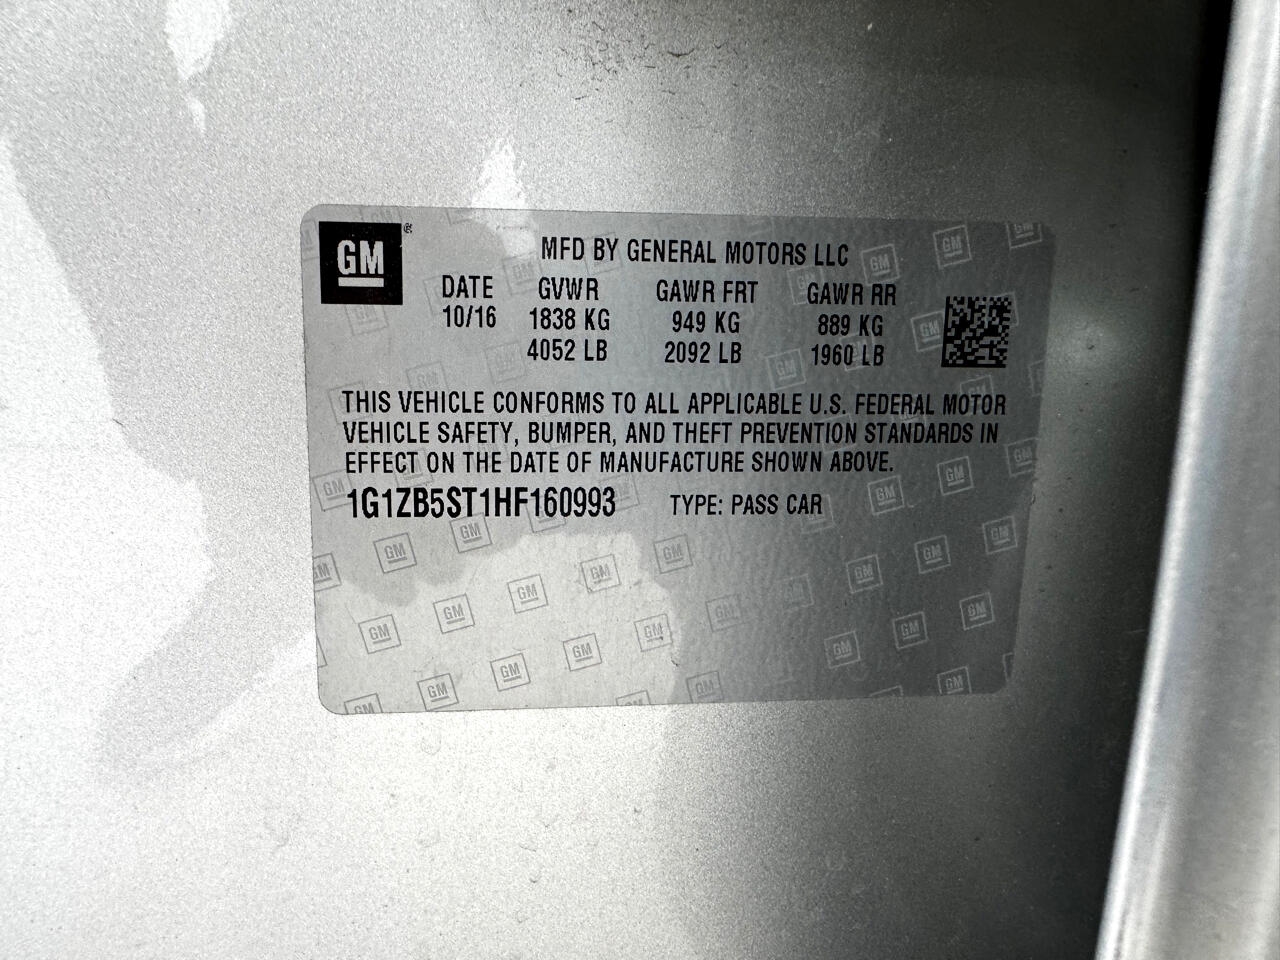 GM®
MFD BY GENERAL MOTORS LLC
DATE GVWR GAWR FRT GAWR RR
10/16 1838 KG 949 KG 889 KG
4052 LB 2092 LB 1960 LB
THIS VEHICLE CONFORMS TO ALL APPLICABLE U.S. FEDERAL MOTOR
VEHICLE SAFETY, BUMPER, AND THEFT PREVENTION STANDARDS IN
EFFECT ON THE DATE OF MANUFACTURE SHOWN ABOVE.
1G1ZB5ST1HF160993 TYPE: PASS CAR